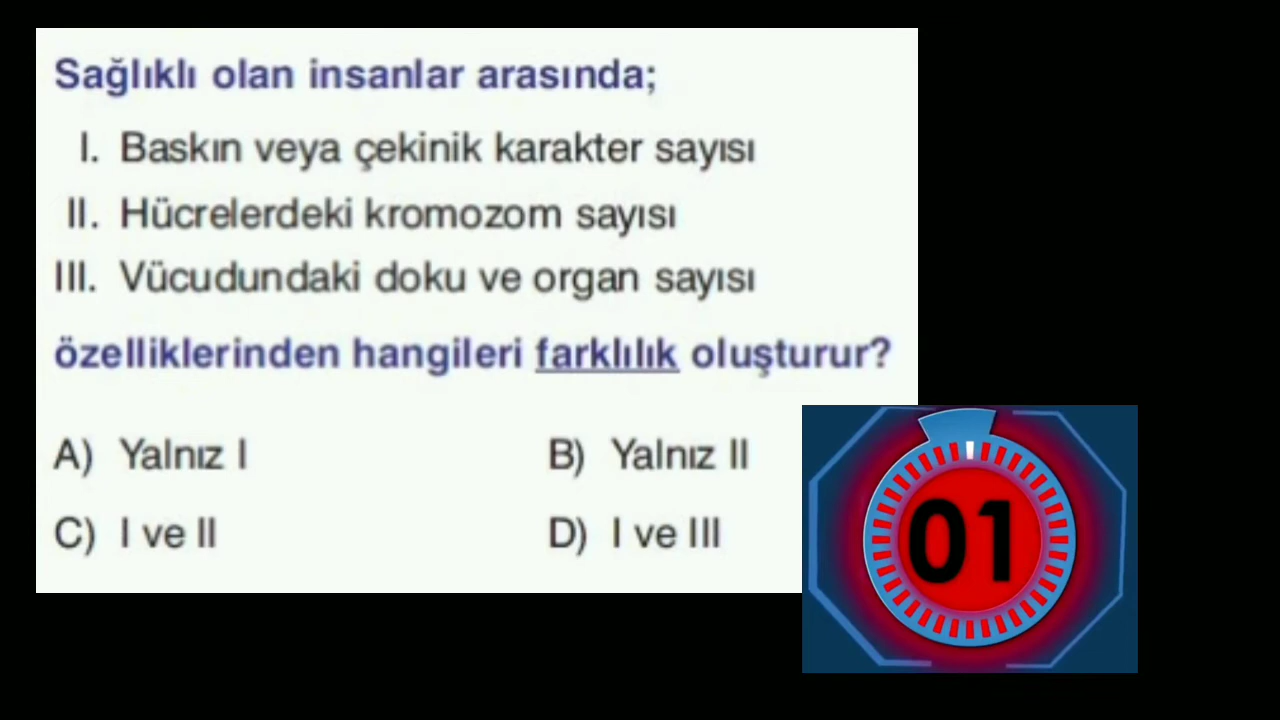 Sağlıklı olan insanlar arasında;
I. Baskın veya çekinik karakter sayısı
II. Hücrelerdeki kromozom sayısı
III. Vücudundaki doku ve organ sayısı
özelliklerinden hangileri farklılık oluşturur?
A) Yalnız I B) Yalnız II
C) I ve II D) I ve III
01